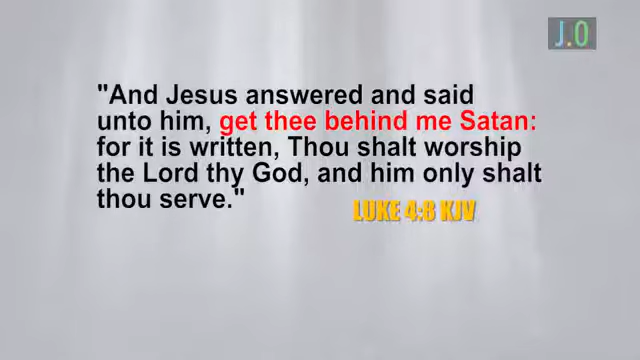 J.O
"And Jesus answered and said
unto him, get thee behind me Satan:
for it is written, Thou shalt worship
the Lord thy God, and him only shalt
thou serve."
LUKE 4:8 KJV